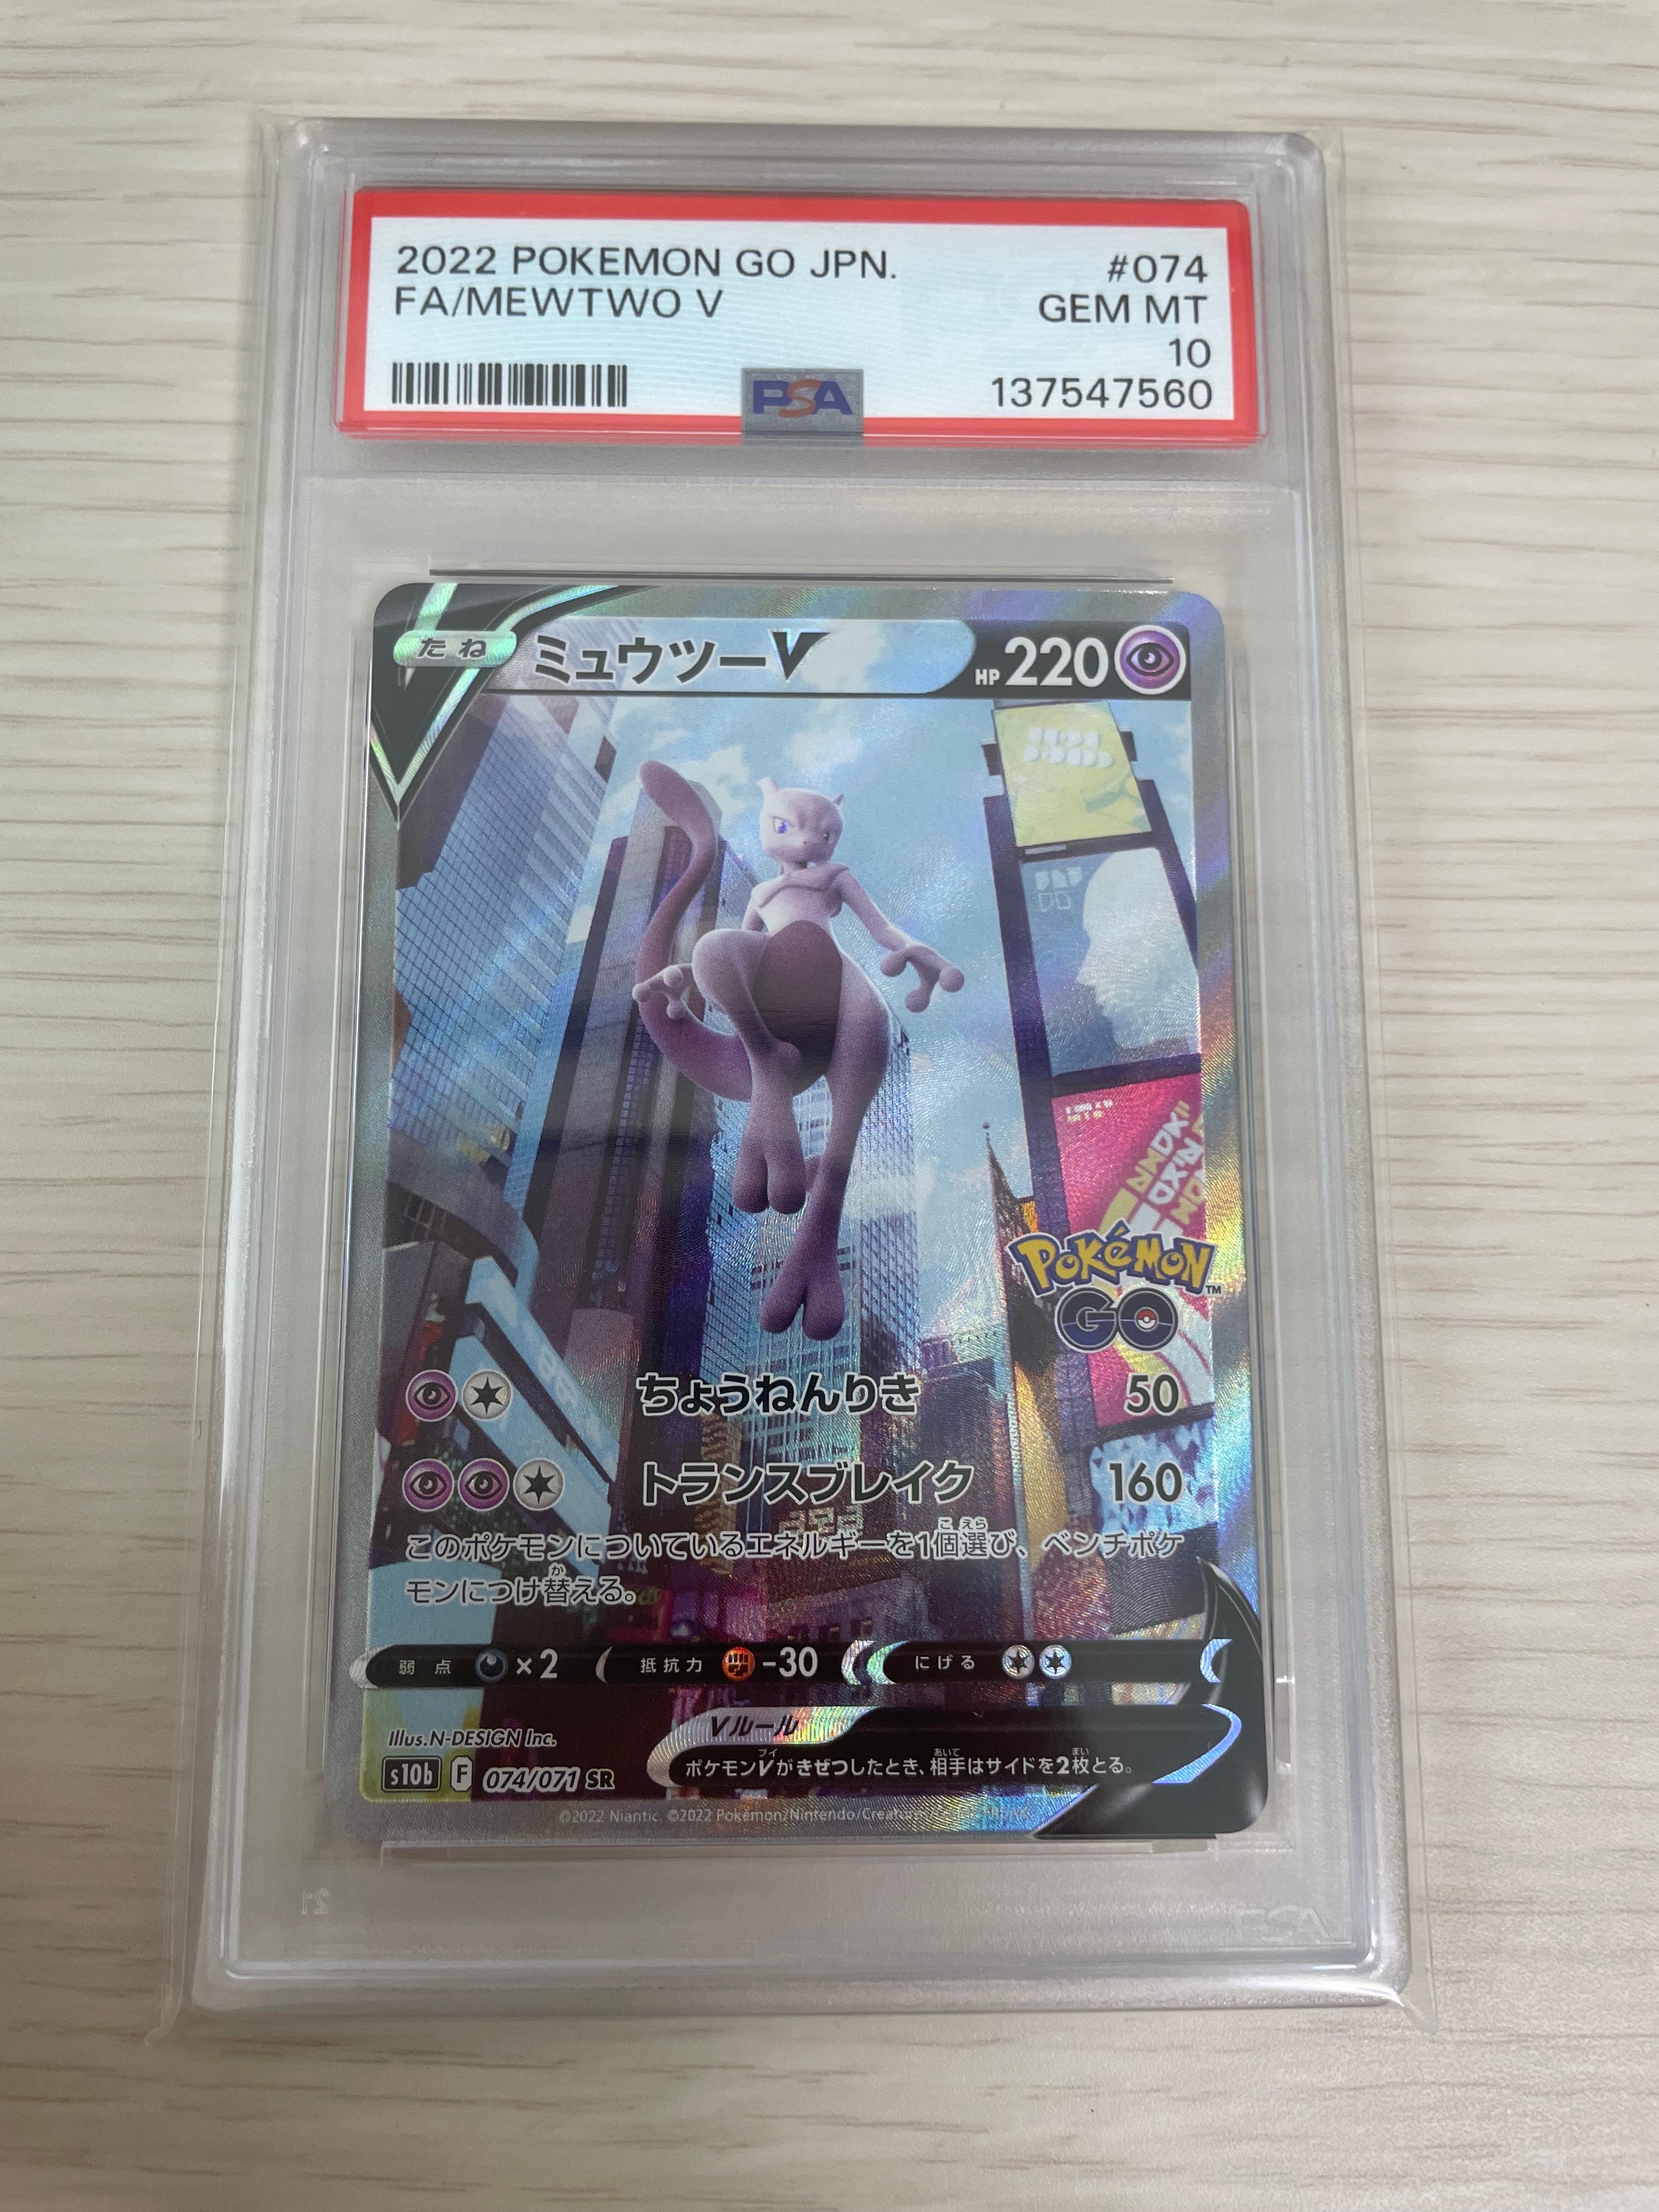 2022 POKEMON GO JPN. #074
FA/MEWTWO V GEM MT
10
PSA 137547560
たね ミュウツーV HP 220
POKéMON™
GO
ちょうねんりき 50
トランスブレイク 160
このポケモンについているエネルギーを1個選び、ベンチポケ
モンにつけ替える。
弱点 ×2 抵抗力 -30 にげる
Vルール
ポケモンVがきぜつしたとき、相手はサイドを2枚とる。
Illus.N-DESIGN Inc.
s10b F 074/071 SR
©2022 Niantic. ©2022 Pokémon/Nintendo/Creatures